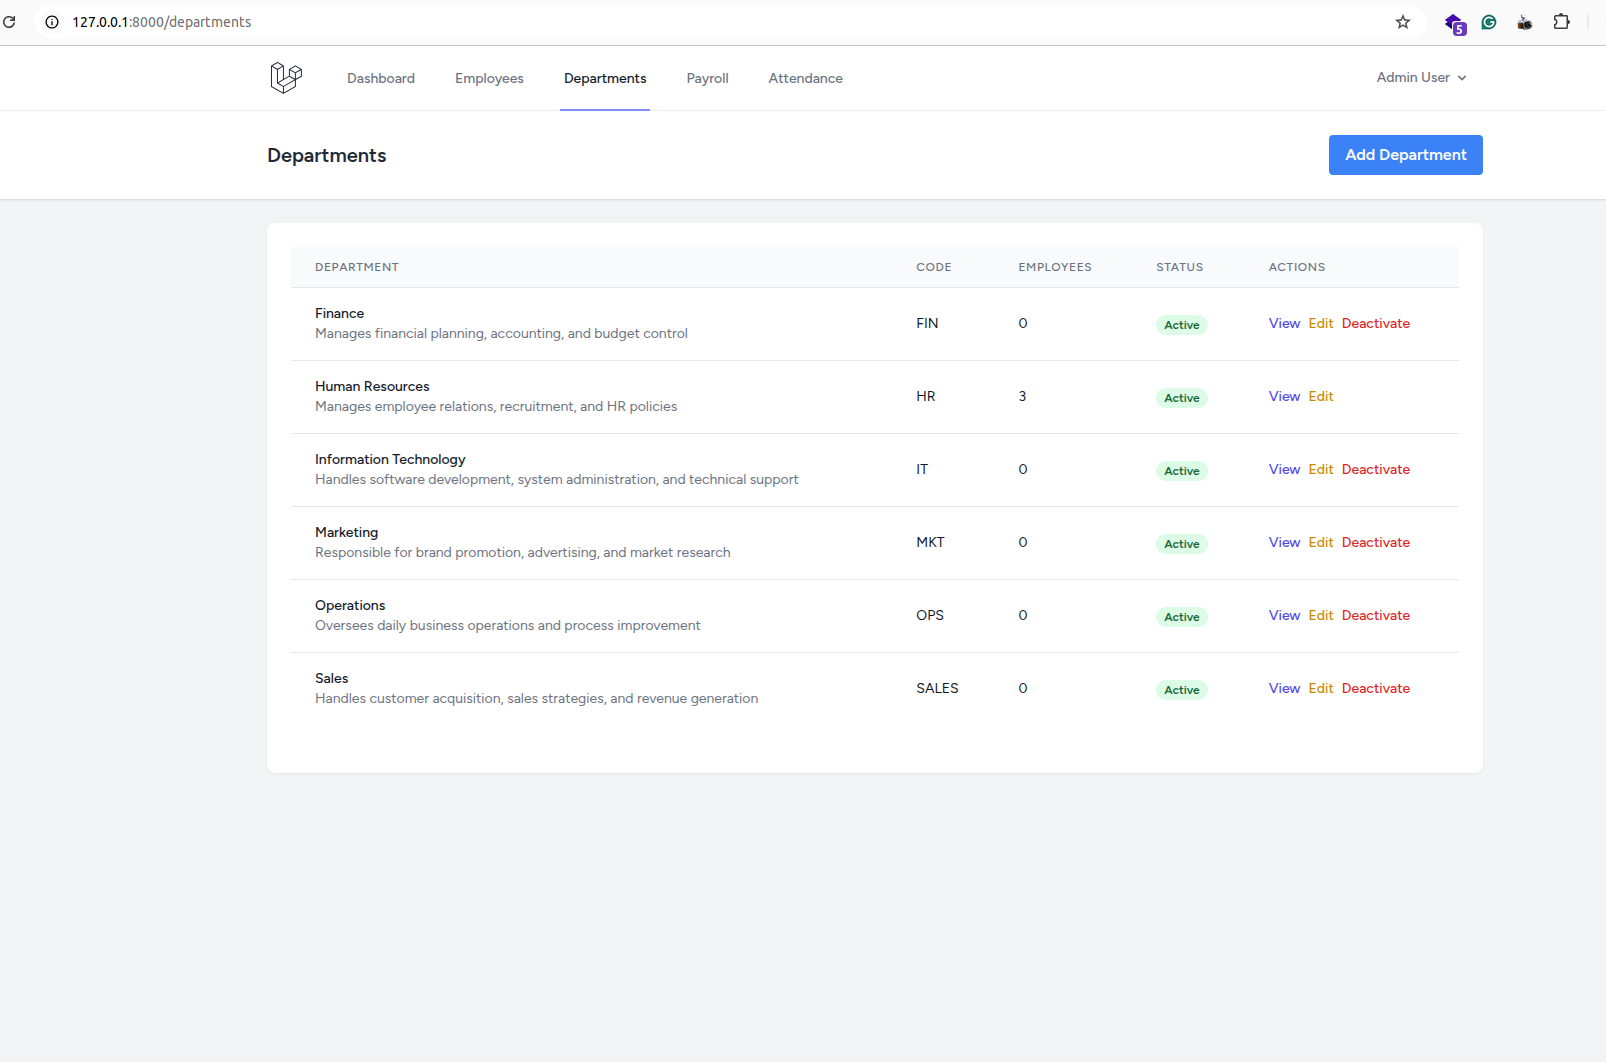 127.0.0.1:8000/departments
5
Dashboard Employees Departments Payroll Attendance Admin User
Departments Add Department
DEPARTMENT CODE EMPLOYEES STATUS ACTIONS
Finance
Manages financial planning, accounting, and budget control
FIN 0 Active View Edit Deactivate
Human Resources
Manages employee relations, recruitment, and HR policies
HR 3 Active View Edit
Information Technology
Handles software development, system administration, and technical support
IT 0 Active View Edit Deactivate
Marketing
Responsible for brand promotion, advertising, and market research
MKT 0 Active View Edit Deactivate
Operations
Oversees daily business operations and process improvement
OPS 0 Active View Edit Deactivate
Sales
Handles customer acquisition, sales strategies, and revenue generation
SALES 0 Active View Edit Deactivate